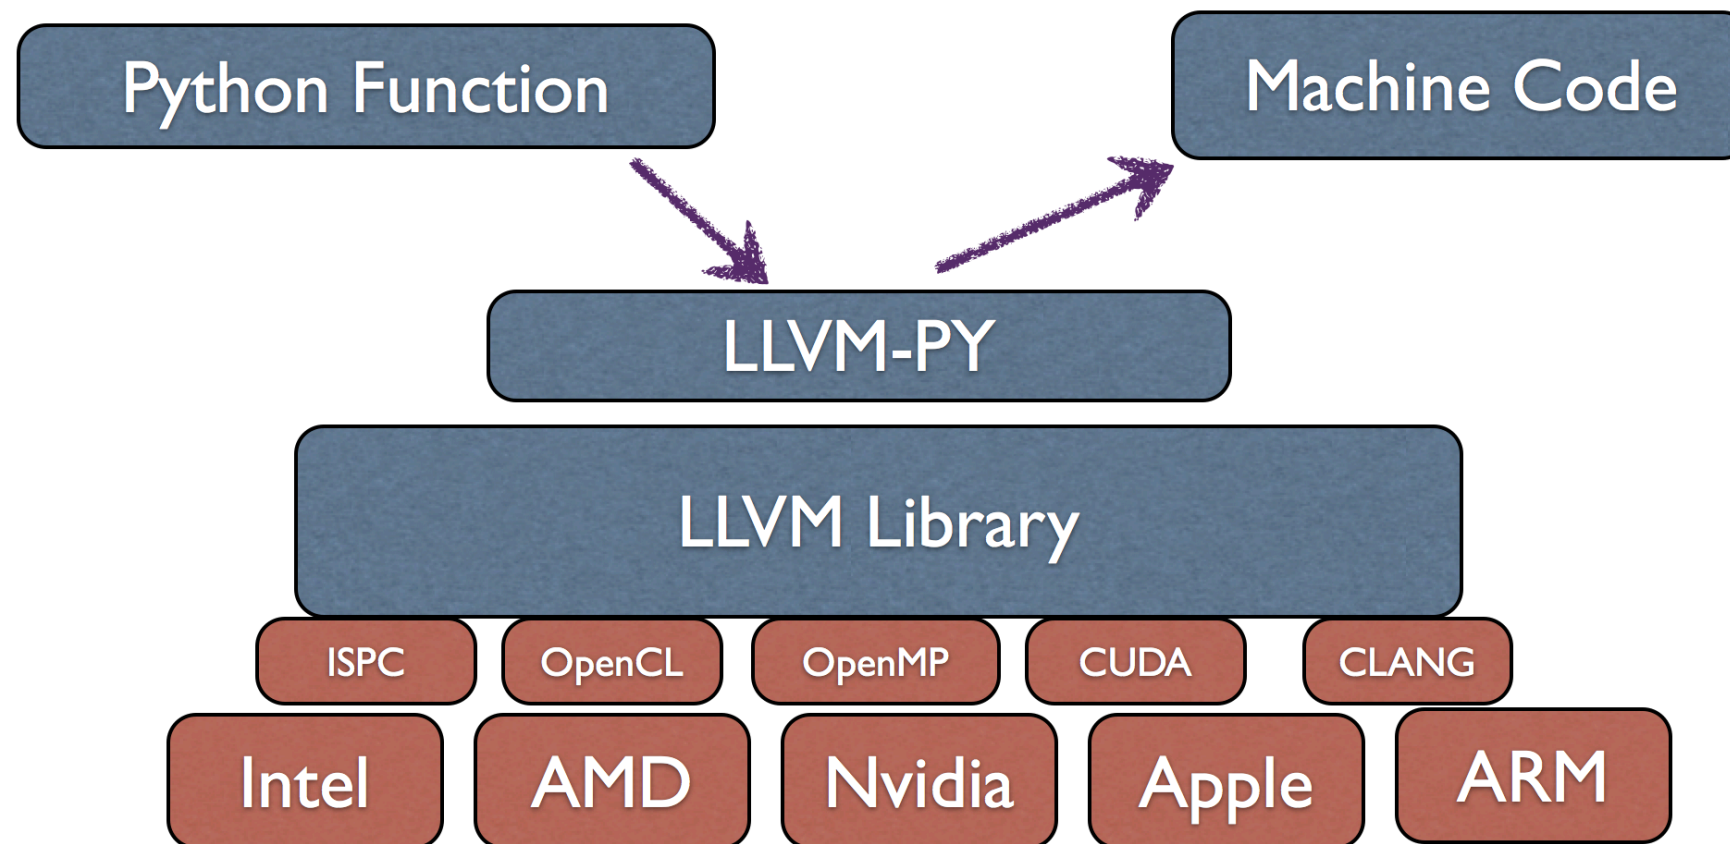 Python Function
Machine Code
LLVM-PY
LLVM Library
ISPC
OpenCL
OpenMP
CUDA
CLANG
Intel
AMD
Nvidia
Apple
ARM